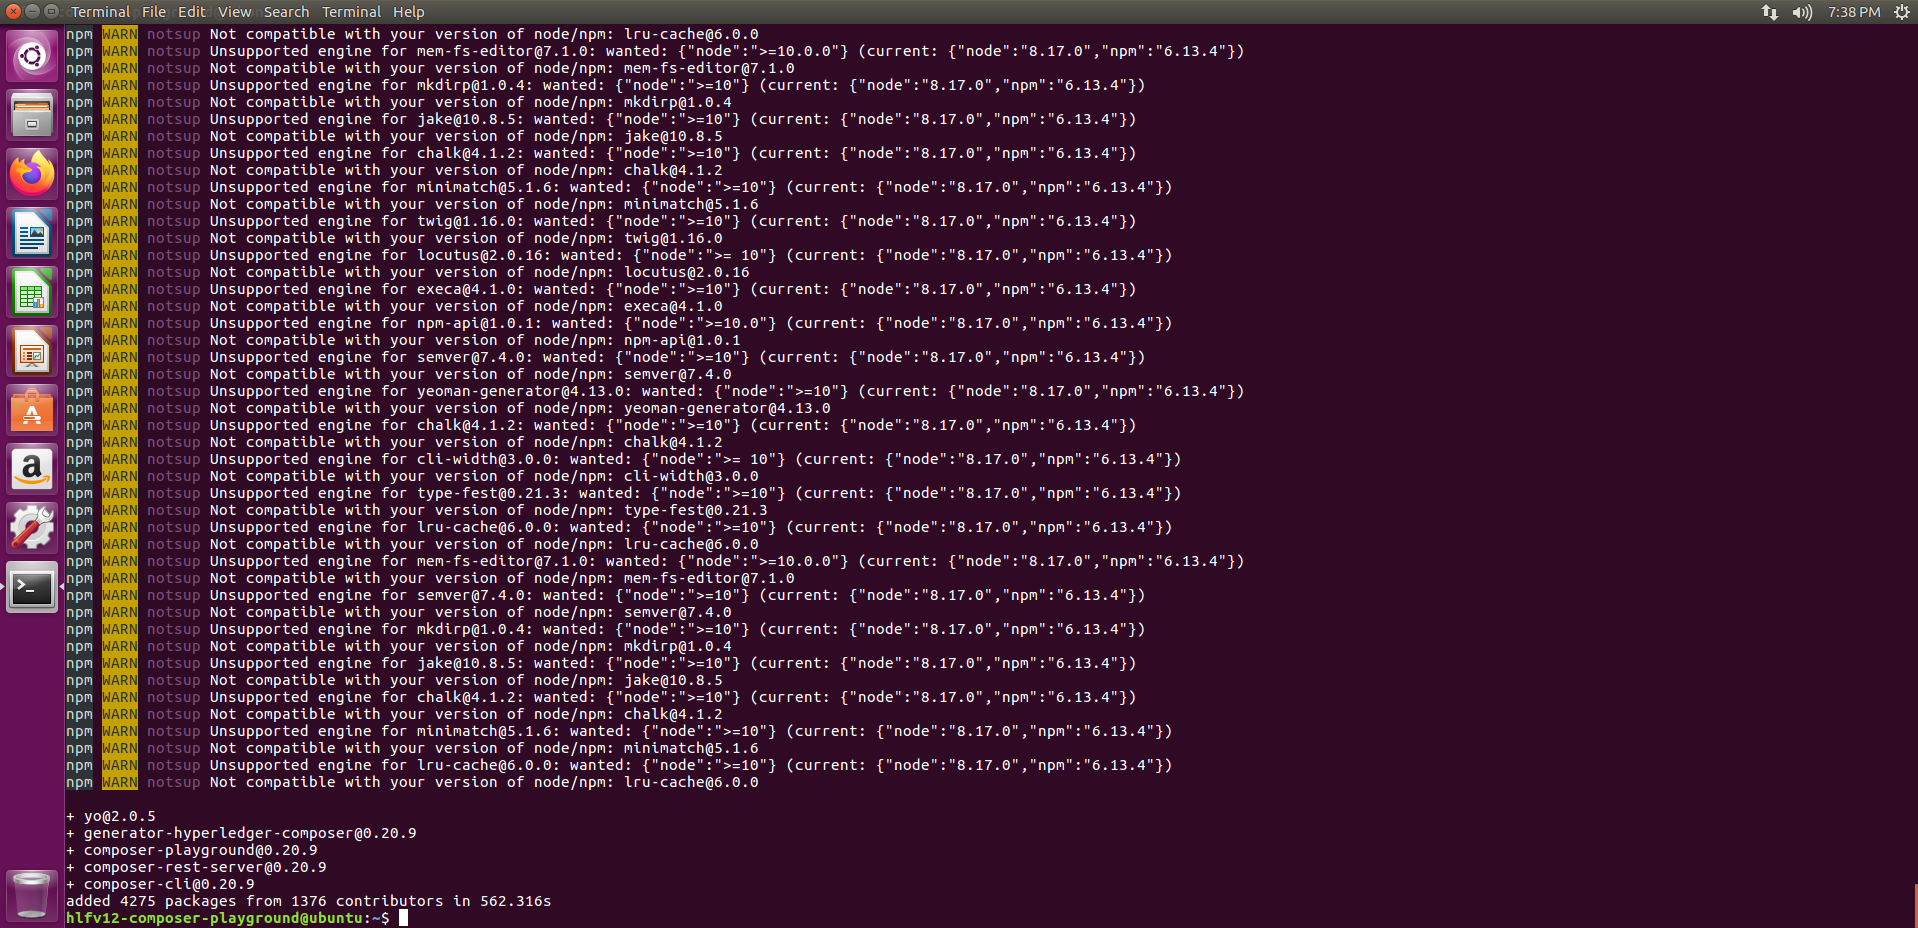 Terminal File Edit View Search Terminal Help 7:38 PM
npm WARN notsup Not compatible with your version of node/npm: lru-cache@6.0.0
npm WARN notsup Unsupported engine for mem-fs-editor@7.1.0: wanted: {"node":">=10.0.0"} (current: {"node":"8.17.0","npm":"6.13.4"})
npm WARN notsup Not compatible with your version of node/npm: mem-fs-editor@7.1.0
npm WARN notsup Unsupported engine for mkdirp@1.0.4: wanted: {"node":">=10"} (current: {"node":"8.17.0","npm":"6.13.4"})
npm WARN notsup Not compatible with your version of node/npm: mkdirp@1.0.4
npm WARN notsup Unsupported engine for jake@10.8.5: wanted: {"node":">=10"} (current: {"node":"8.17.0","npm":"6.13.4"})
npm WARN notsup Not compatible with your version of node/npm: jake@10.8.5
npm WARN notsup Unsupported engine for chalk@4.1.2: wanted: {"node":">=10"} (current: {"node":"8.17.0","npm":"6.13.4"})
npm WARN notsup Not compatible with your version of node/npm: chalk@4.1.2
npm WARN notsup Unsupported engine for minimatch@5.1.6: wanted: {"node":">=10"} (current: {"node":"8.17.0","npm":"6.13.4"})
npm WARN notsup Not compatible with your version of node/npm: minimatch@5.1.6
npm WARN notsup Unsupported engine for twig@1.16.0: wanted: {"node":">=10"} (current: {"node":"8.17.0","npm":"6.13.4"})
npm WARN notsup Not compatible with your version of node/npm: twig@1.16.0
npm WARN notsup Unsupported engine for locutus@2.0.16: wanted: {"node":">= 10"} (current: {"node":"8.17.0","npm":"6.13.4"})
npm WARN notsup Not compatible with your version of node/npm: locutus@2.0.16
npm WARN notsup Unsupported engine for execa@4.1.0: wanted: {"node":">=10"} (current: {"node":"8.17.0","npm":"6.13.4"})
npm WARN notsup Not compatible with your version of node/npm: execa@4.1.0
npm WARN notsup Unsupported engine for npm-api@1.0.1: wanted: {"node":">=10.0"} (current: {"node":"8.17.0","npm":"6.13.4"})
npm WARN notsup Not compatible with your version of node/npm: npm-api@1.0.1
npm WARN notsup Unsupported engine for semver@7.4.0: wanted: {"node":">=10"} (current: {"node":"8.17.0","npm":"6.13.4"})
npm WARN notsup Not compatible with your version of node/npm: semver@7.4.0
npm WARN notsup Unsupported engine for yeoman-generator@4.13.0: wanted: {"node":">=10"} (current: {"node":"8.17.0","npm":"6.13.4"})
npm WARN notsup Not compatible with your version of node/npm: yeoman-generator@4.13.0
npm WARN notsup Unsupported engine for chalk@4.1.2: wanted: {"node":">=10"} (current: {"node":"8.17.0","npm":"6.13.4"})
npm WARN notsup Not compatible with your version of node/npm: chalk@4.1.2
npm WARN notsup Unsupported engine for cli-width@3.0.0: wanted: {"node":">= 10"} (current: {"node":"8.17.0","npm":"6.13.4"})
npm WARN notsup Not compatible with your version of node/npm: cli-width@3.0.0
npm WARN notsup Unsupported engine for type-fest@0.21.3: wanted: {"node":">=10"} (current: {"node":"8.17.0","npm":"6.13.4"})
npm WARN notsup Not compatible with your version of node/npm: type-fest@0.21.3
npm WARN notsup Unsupported engine for lru-cache@6.0.0: wanted: {"node":">=10"} (current: {"node":"8.17.0","npm":"6.13.4"})
npm WARN notsup Not compatible with your version of node/npm: lru-cache@6.0.0
npm WARN notsup Unsupported engine for mem-fs-editor@7.1.0: wanted: {"node":">=10.0.0"} (current: {"node":"8.17.0","npm":"6.13.4"})
npm WARN notsup Not compatible with your version of node/npm: mem-fs-editor@7.1.0
npm WARN notsup Unsupported engine for semver@7.4.0: wanted: {"node":">=10"} (current: {"node":"8.17.0","npm":"6.13.4"})
npm WARN notsup Not compatible with your version of node/npm: semver@7.4.0
npm WARN notsup Unsupported engine for mkdirp@1.0.4: wanted: {"node":">=10"} (current: {"node":"8.17.0","npm":"6.13.4"})
npm WARN notsup Not compatible with your version of node/npm: mkdirp@1.0.4
npm WARN notsup Unsupported engine for jake@10.8.5: wanted: {"node":">=10"} (current: {"node":"8.17.0","npm":"6.13.4"})
npm WARN notsup Not compatible with your version of node/npm: jake@10.8.5
npm WARN notsup Unsupported engine for chalk@4.1.2: wanted: {"node":">=10"} (current: {"node":"8.17.0","npm":"6.13.4"})
npm WARN notsup Not compatible with your version of node/npm: chalk@4.1.2
npm WARN notsup Unsupported engine for minimatch@5.1.6: wanted: {"node":">=10"} (current: {"node":"8.17.0","npm":"6.13.4"})
npm WARN notsup Not compatible with your version of node/npm: minimatch@5.1.6
npm WARN notsup Unsupported engine for lru-cache@6.0.0: wanted: {"node":">=10"} (current: {"node":"8.17.0","npm":"6.13.4"})
npm WARN notsup Not compatible with your version of node/npm: lru-cache@6.0.0
+ yo@2.0.5
+ generator-hyperledger-composer@0.20.9
+ composer-playground@0.20.9
+ composer-rest-server@0.20.9
+ composer-cli@0.20.9
added 4275 packages from 1376 contributors in 562.316s
hlfv12-composer-playground@ubuntu:~$